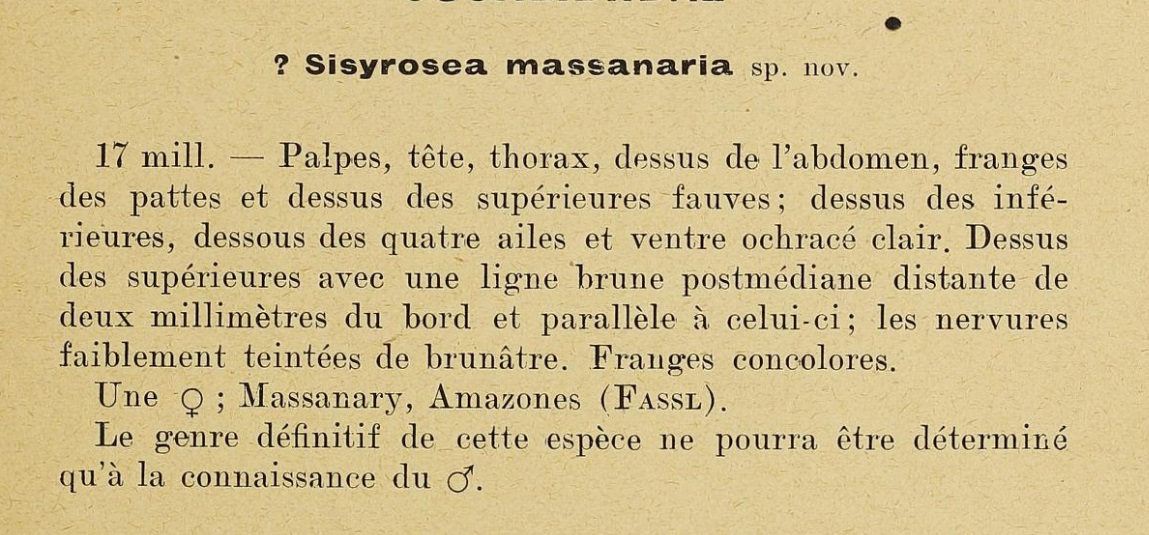 ? Sisyrosea massanaria sp. nov.
17 mill. — Palpes, tête, thorax, dessus de l'abdomen, franges
des pattes et dessus des supérieures fauves ; dessus des infé-
rieures, dessous des quatre ailes et ventre ochracé clair. Dessus
des supérieures avec une ligne brune postmédiane distante de
deux millimètres du bord et parallèle à celui-ci ; les nervures
faiblement teintées de brunâtre. Franges concolores.
Une ♀ ; Massanary, Amazones (FASSL).
Le genre définitif de cette espèce ne pourra être déterminé
qu'à la connaissance du ♂.